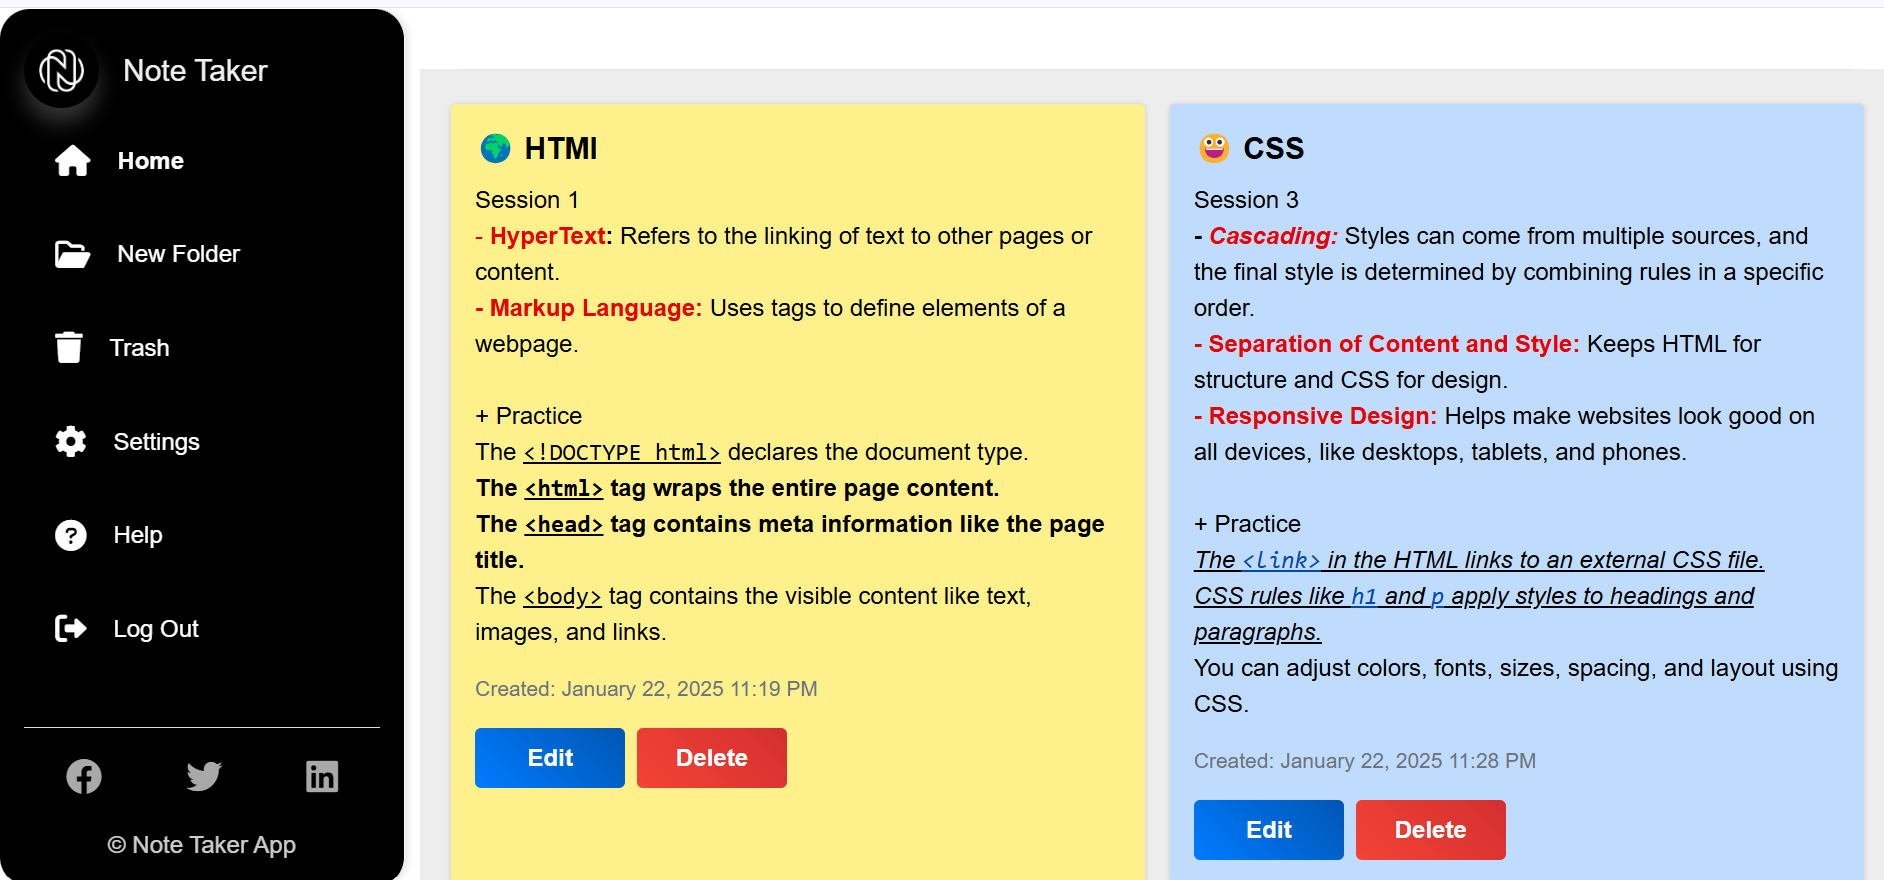 Note Taker
Home
New Folder
Trash
Settings
Help
Log Out
© Note Taker App
HTMl
Session 1
- HyperText: Refers to the linking of text to other pages or
content.
- Markup Language: Uses tags to define elements of a
webpage.
+ Practice
The <!DOCTYPE html> declares the document type.
The <html> tag wraps the entire page content.
The <head> tag contains meta information like the page
title.
The <body> tag contains the visible content like text,
images, and links.
Created: January 22, 2025 11:19 PM
Edit Delete
CSS
Session 3
- Cascading: Styles can come from multiple sources, and
the final style is determined by combining rules in a specific
order.
- Separation of Content and Style: Keeps HTML for
structure and CSS for design.
- Responsive Design: Helps make websites look good on
all devices, like desktops, tablets, and phones.
+ Practice
The <link> in the HTML links to an external CSS file.
CSS rules like h1 and p apply styles to headings and
paragraphs.
You can adjust colors, fonts, sizes, spacing, and layout using
CSS.
Created: January 22, 2025 11:28 PM
Edit Delete